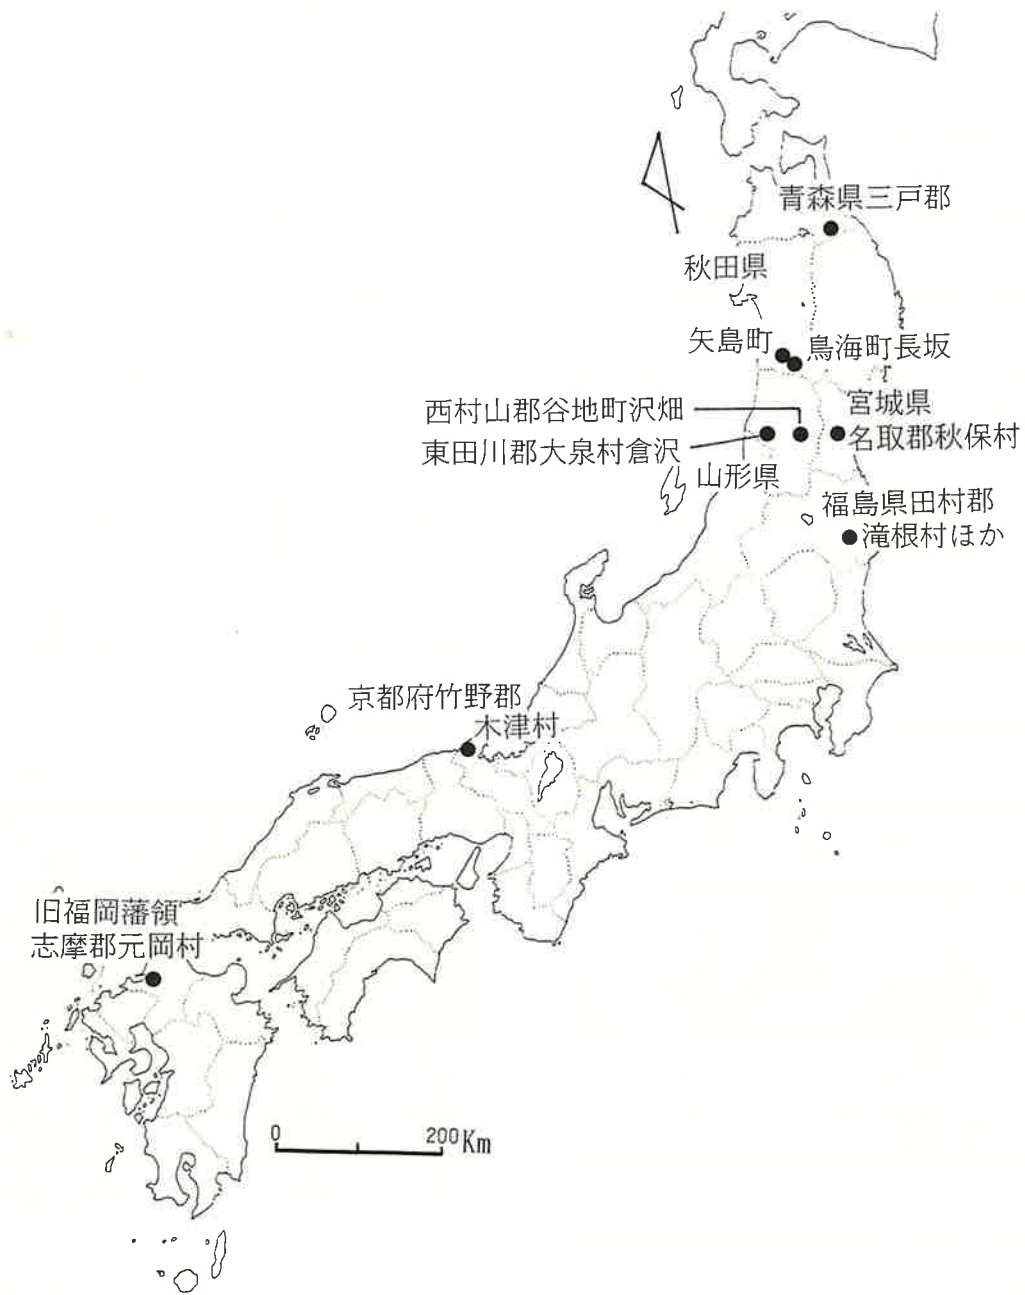 青森県三戸郡
秋田県
矢島町
鳥海町長坂
西村山郡谷地町沢畑
宮城県
名取郡秋保村
東田川郡大泉村倉沢
山形県
福島県田村郡
滝根村ほか
京都府竹野郡
木津村
旧福岡藩領
志摩郡元岡村
0 200Km